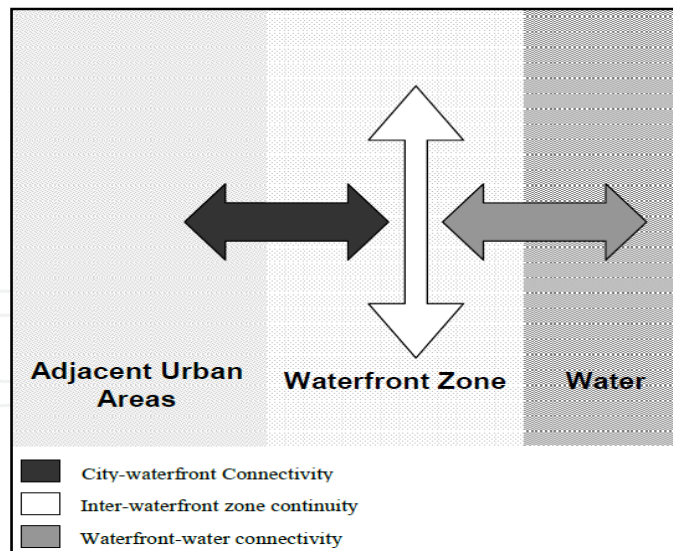 Adjacent Urban
Areas
Waterfront Zone
Water
City-waterfront Connectivity
Inter-waterfront zone continuity
Waterfront-water connectivity